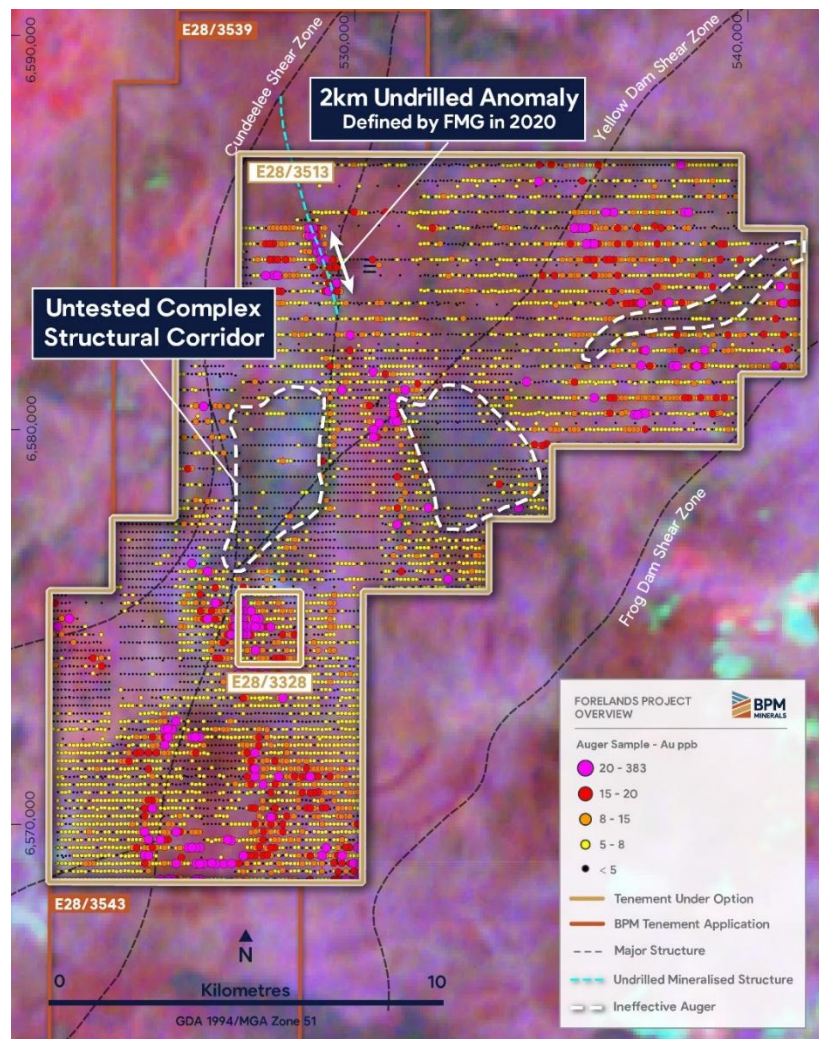 E28/3539
6,590,000
530,000
540,000
Cundeelee Shear Zone
Yellow Dam Shear Zone
2km Undrilled Anomaly
Defined by FMG in 2020
E28/3513
Untested Complex
Structural Corridor
6,580,000
Frog Dam Shear Zone
E28/3328
6,570,000
E28/3543
N
0
10
Kilometres
GDA 1994/MGA Zone 51
FORELANDS PROJECT
OVERVIEW
BPM
MINERALS
Auger Sample - Au ppb
20 - 383
15 - 20
8 - 15
5 - 8
< 5
Tenement Under Option
BPM Tenement Application
Major Structure
Undrilled Mineralised Structure
Ineffective Auger